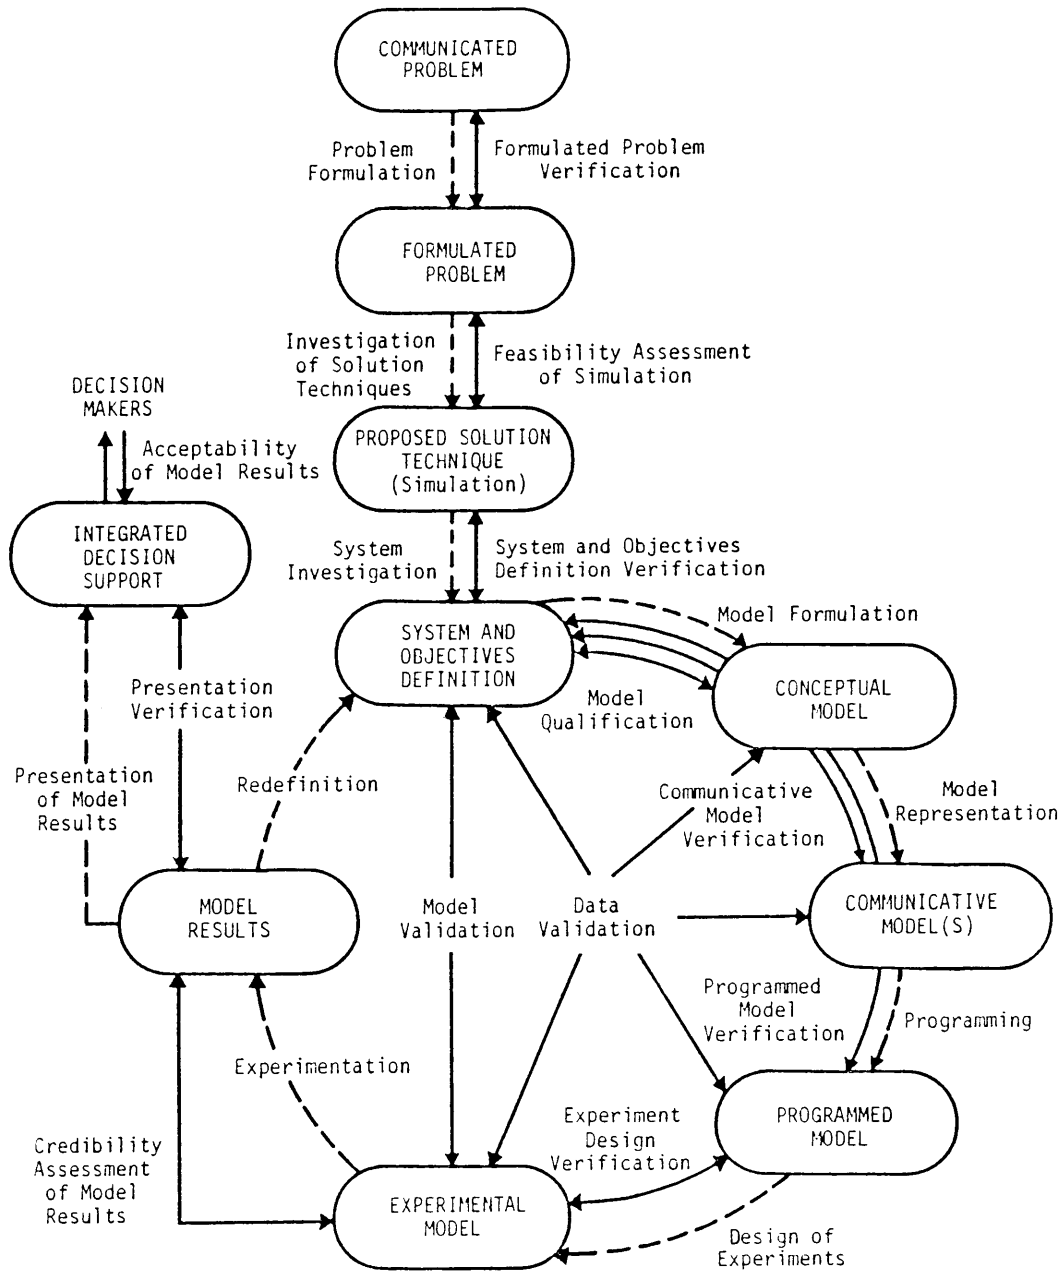 COMMUNICATED
PROBLEM
Problem
Formulation
Formulated Problem
Verification
FORMULATED
PROBLEM
Investigation
of Solution
Techniques
Feasibility Assessment
of Simulation
DECISION
MAKERS
Acceptability
of Model Results
PROPOSED SOLUTION
TECHNIQUE
(Simulation)
INTEGRATED
DECISION
SUPPORT
System
Investigation
System and Objectives
Definition Verification
SYSTEM AND
OBJECTIVES
DEFINITION
Model Formulation
CONCEPTUAL
MODEL
Model
Qualification
Presentation
Verification
Presentation
of Model
Results
Redefinition
Communicative
Model
Verification
Model
Representation
MODEL
RESULTS
Model
Validation
Data
Validation
COMMUNICATIVE
MODEL(S)
Programmed
Model
Verification
Programming
Experimentation
PROGRAMMED
MODEL
Experiment
Design
Verification
Credibility
Assessment
of Model
Results
EXPERIMENTAL
MODEL
Design of
Experiments